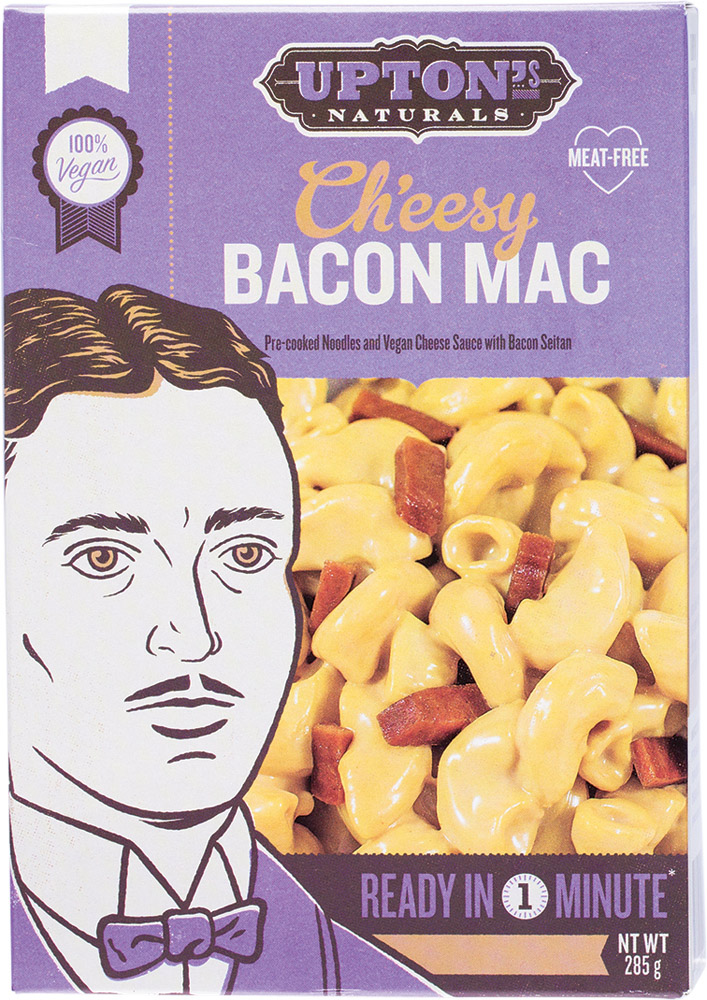 UPTON'S
· NATURALS ·
100%
Vegan
MEAT-FREE
Ch'eesy
BACON MAC
Pre-cooked Noodles and Vegan Cheese Sauce with Bacon Seitan
READY IN 1 MINUTE*
NT WT
285 g